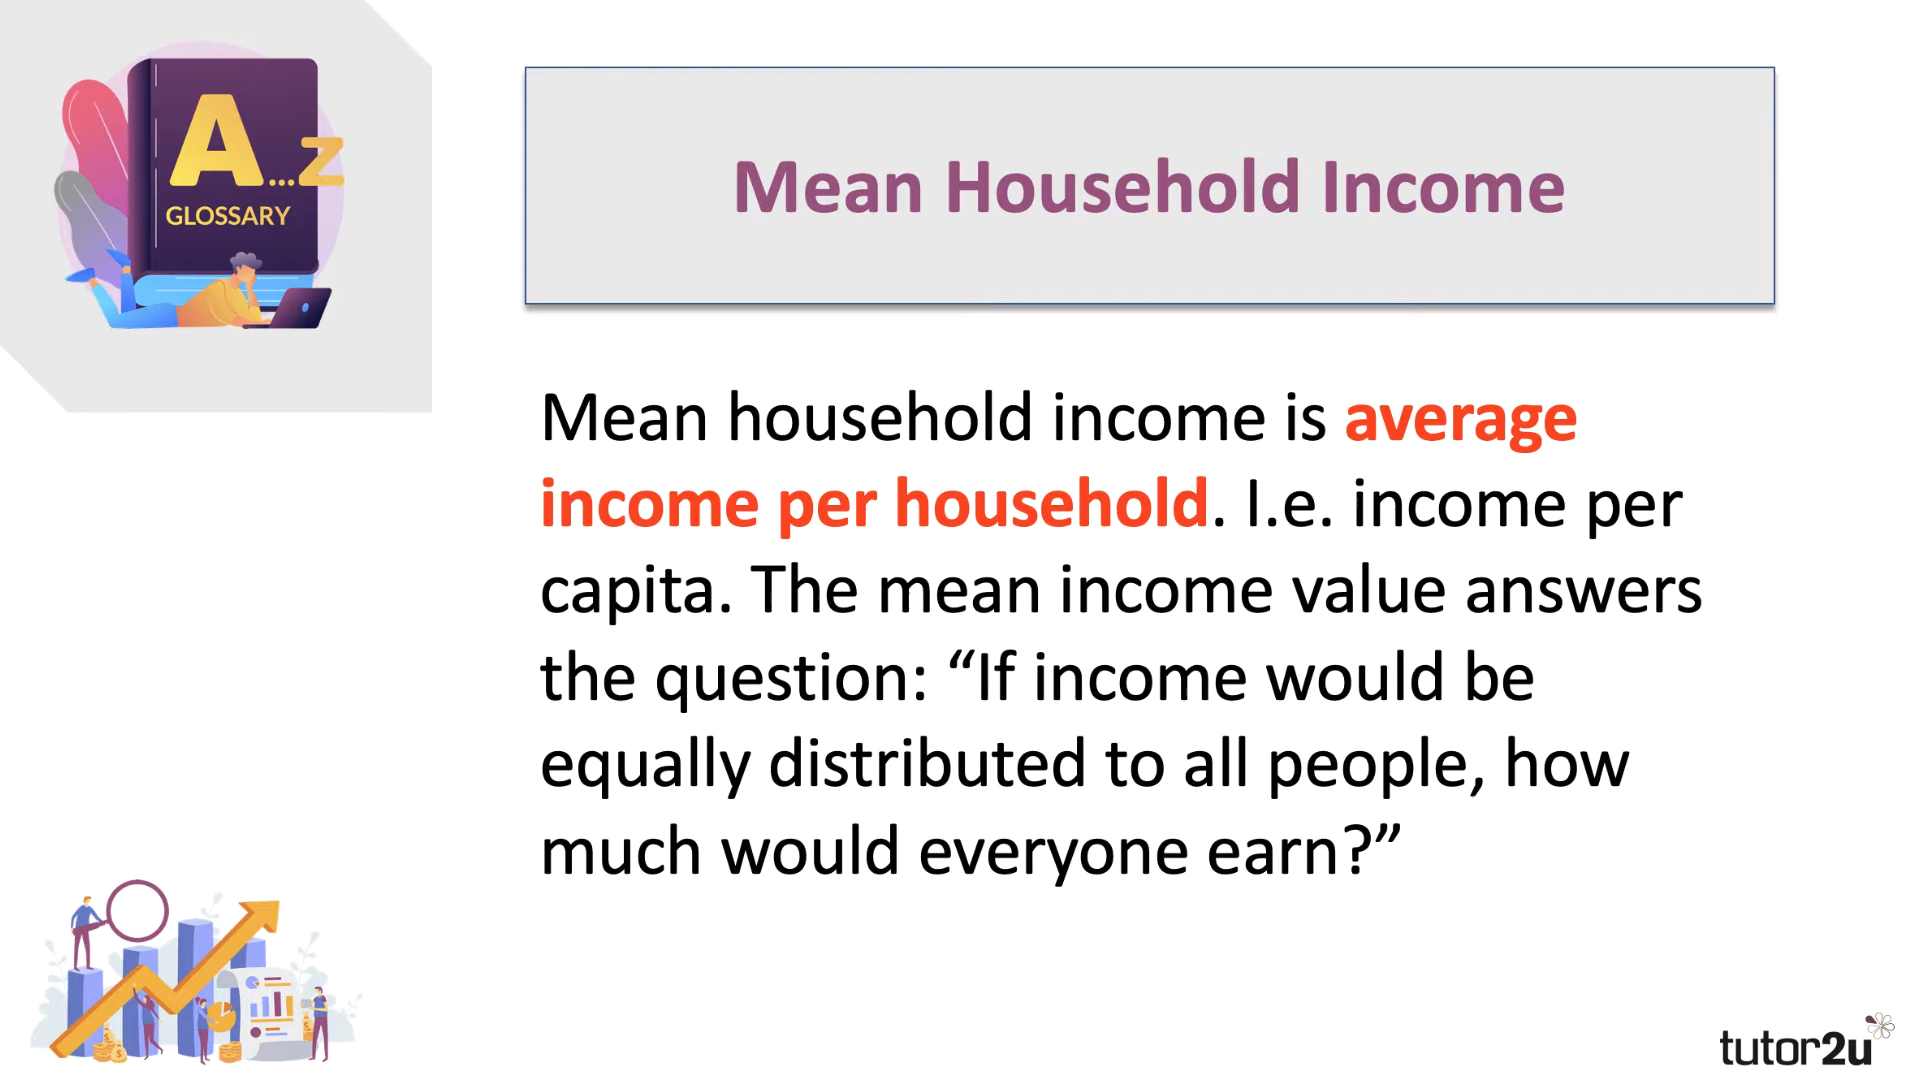 A...Z
GLOSSARY
Mean Household Income
Mean household income is average
income per household. I.e. income per
capita. The mean income value answers
the question: “If income would be
equally distributed to all people, how
much would everyone earn?”
tutor2u